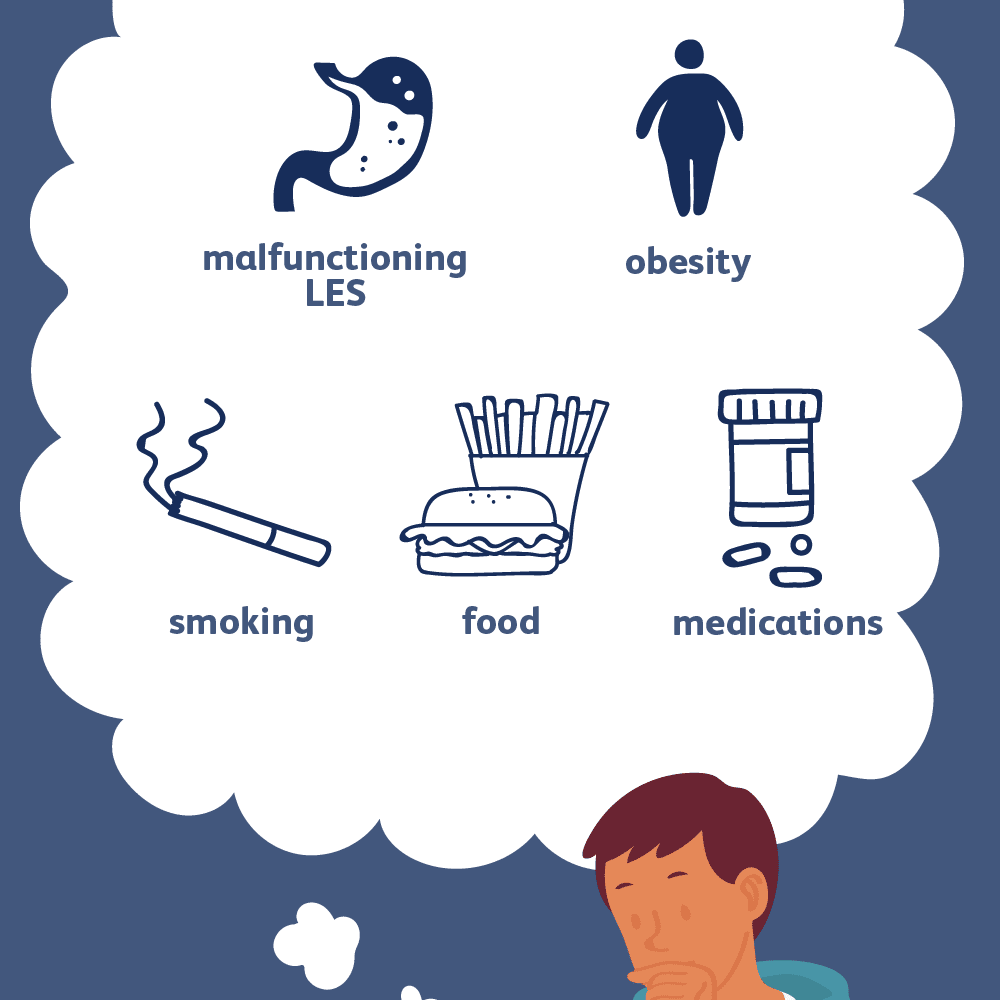 malfunctioning
LES
obesity
smoking
food
medications